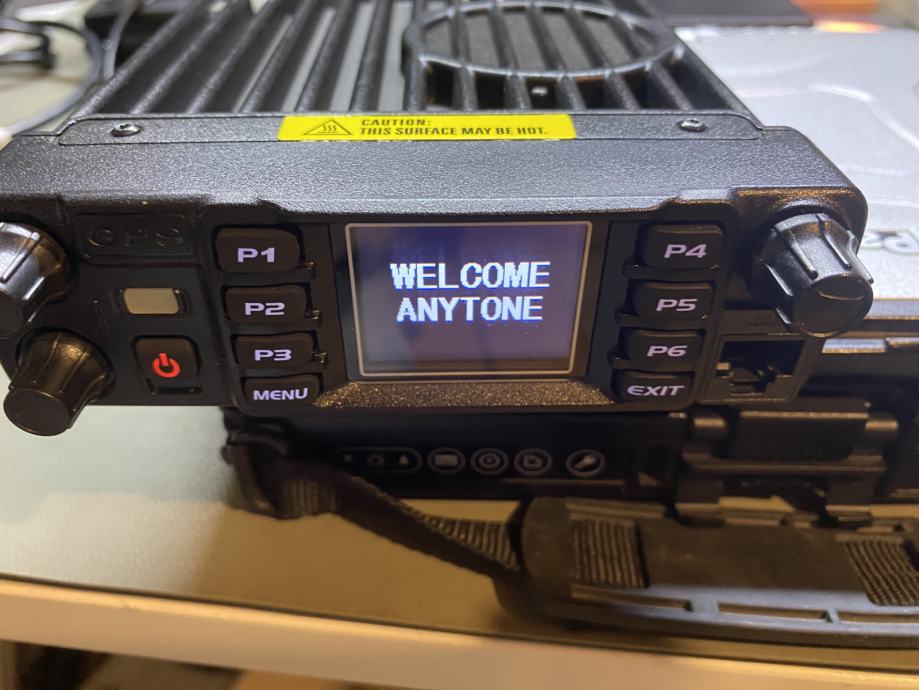 CAUTION:
THIS SURFACE MAY BE HOT.
GPS
P1
P2
P3
MENU
WELCOME
ANYTONE
P4
P5
P6
EXIT